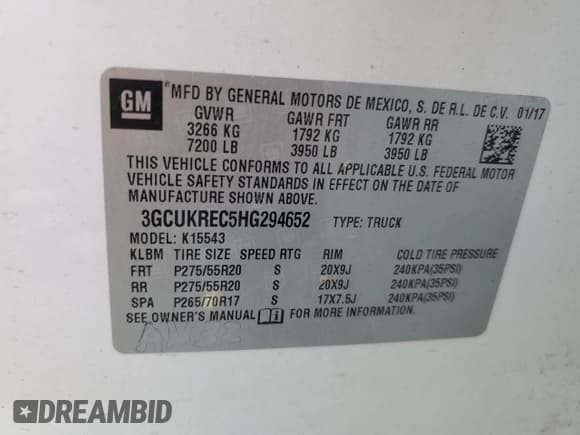 GM
MFD BY GENERAL MOTORS DE MEXICO, S. DE R.L. DE C.V. 01/17
GVWR GAWR FRT GAWR RR
3266 KG 1792 KG 1792 KG
7200 LB 3950 LB 3950 LB
THIS VEHICLE CONFORMS TO ALL APPLICABLE U.S. FEDERAL MOTOR
VEHICLE SAFETY STANDARDS IN EFFECT ON THE DATE OF
MANUFACTURE SHOWN ABOVE.
3GCUKREC5HG294652 TYPE: TRUCK
MODEL: K15543
KLBM TIRE SIZE SPEED RTG RIM COLD TIRE PRESSURE
FRT P275/55R20 S 20X9J 240KPA(35PSI)
RR P275/55R20 S 20X9J 240KPA(35PSI)
SPA P265/70R17 S 17X7.5J 240KPA(35PSI)
SEE OWNER'S MANUAL FOR MORE INFORMATION
DREAMBID